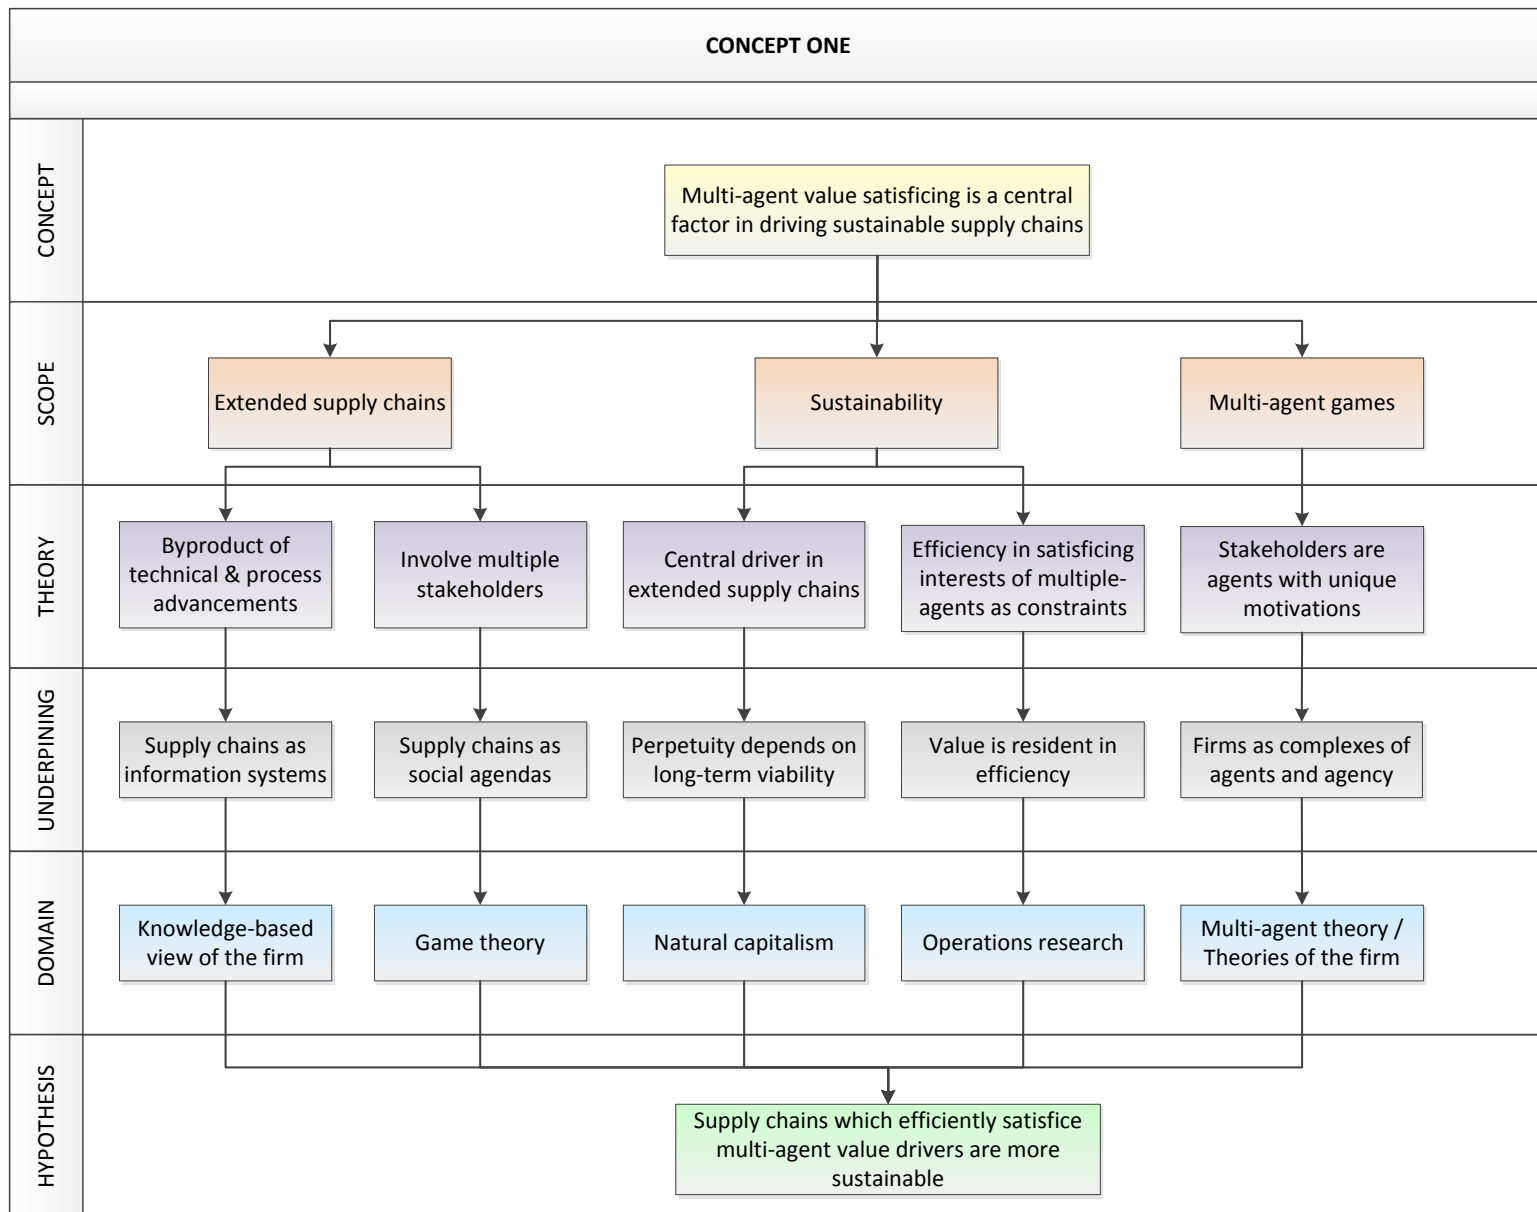 CONCEPT ONE
CONCEPT
Multi-agent value satisficing is a central
factor in driving sustainable supply chains
SCOPE
Extended supply chains
Sustainability
Multi-agent games
THEORY
Byproduct of
technical & process
advancements
Involve multiple
stakeholders
Central driver in
extended supply chains
Efficiency in satisficing
interests of multiple-
agents as constraints
Stakeholders are
agents with unique
motivations
UNDERPINING
Supply chains as
information systems
Supply chains as
social agendas
Perpetuity depends on
long-term viability
Value is resident in
efficiency
Firms as complexes of
agents and agency
DOMAIN
Knowledge-based
view of the firm
Game theory
Natural capitalism
Operations research
Multi-agent theory /
Theories of the firm
HYPOTHESIS
Supply chains which efficiently satisfice
multi-agent value drivers are more
sustainable